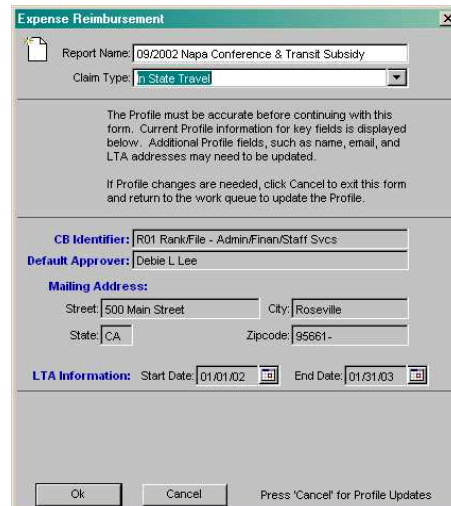 Expense Reimbursement
Report Name: 09/2002 Napa Conference & Transit Subsidy
Claim Type: In State Travel
The Profile must be accurate before continuing with this
form. Current Profile information for key fields is displayed
below. Additional Profile fields, such as name, email, and
LTA addresses may need to be updated.
If Profile changes are needed, click Cancel to exit this form
and return to the work queue to update the Profile.
CB Identifier: R01 Rank/File - Admin/Finan/Staff Svcs
Default Approver: Debie L Lee
Mailing Address:
Street: 500 Main Street City: Roseville
State: CA Zipcode: 95661-
LTA Information: Start Date: 01/01/02 End Date: 01/31/03
Ok Cancel Press 'Cancel' for Profile Updates